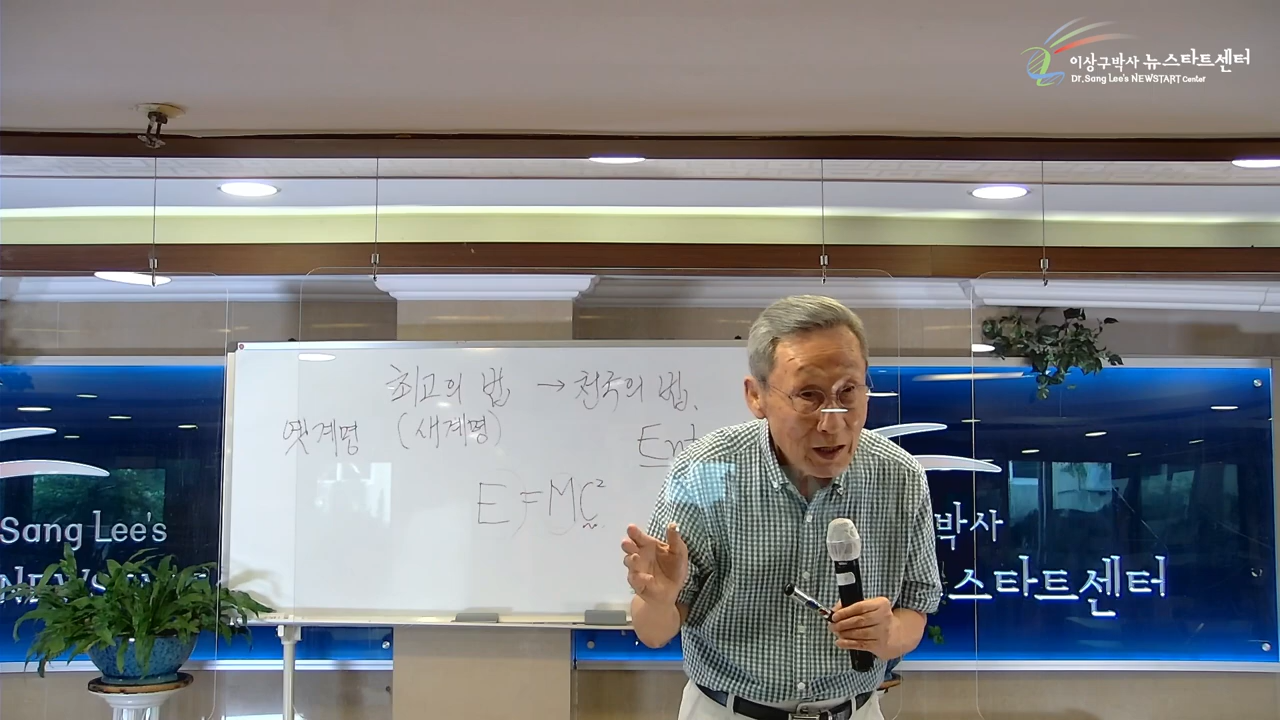 이상구박사 뉴스타트센터
Dr. Sang Lee's NEWSTART Center
최고의 법 → 천국의 법.
옛계명 (새계명)
Ent
E=MC²
Sang Lee's
박사
스타트센터